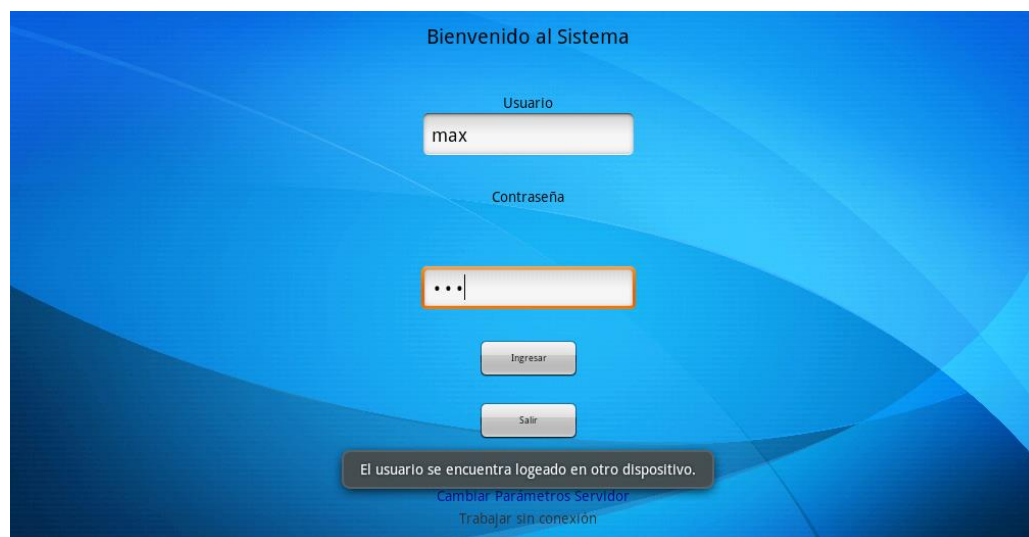 Bienvenido al Sistema
Usuario
max
Contraseña
•••
Ingresar
Salir
El usuario se encuentra logeado en otro dispositivo.
Cambiar Parámetros Servidor
Trabajar sin conexión